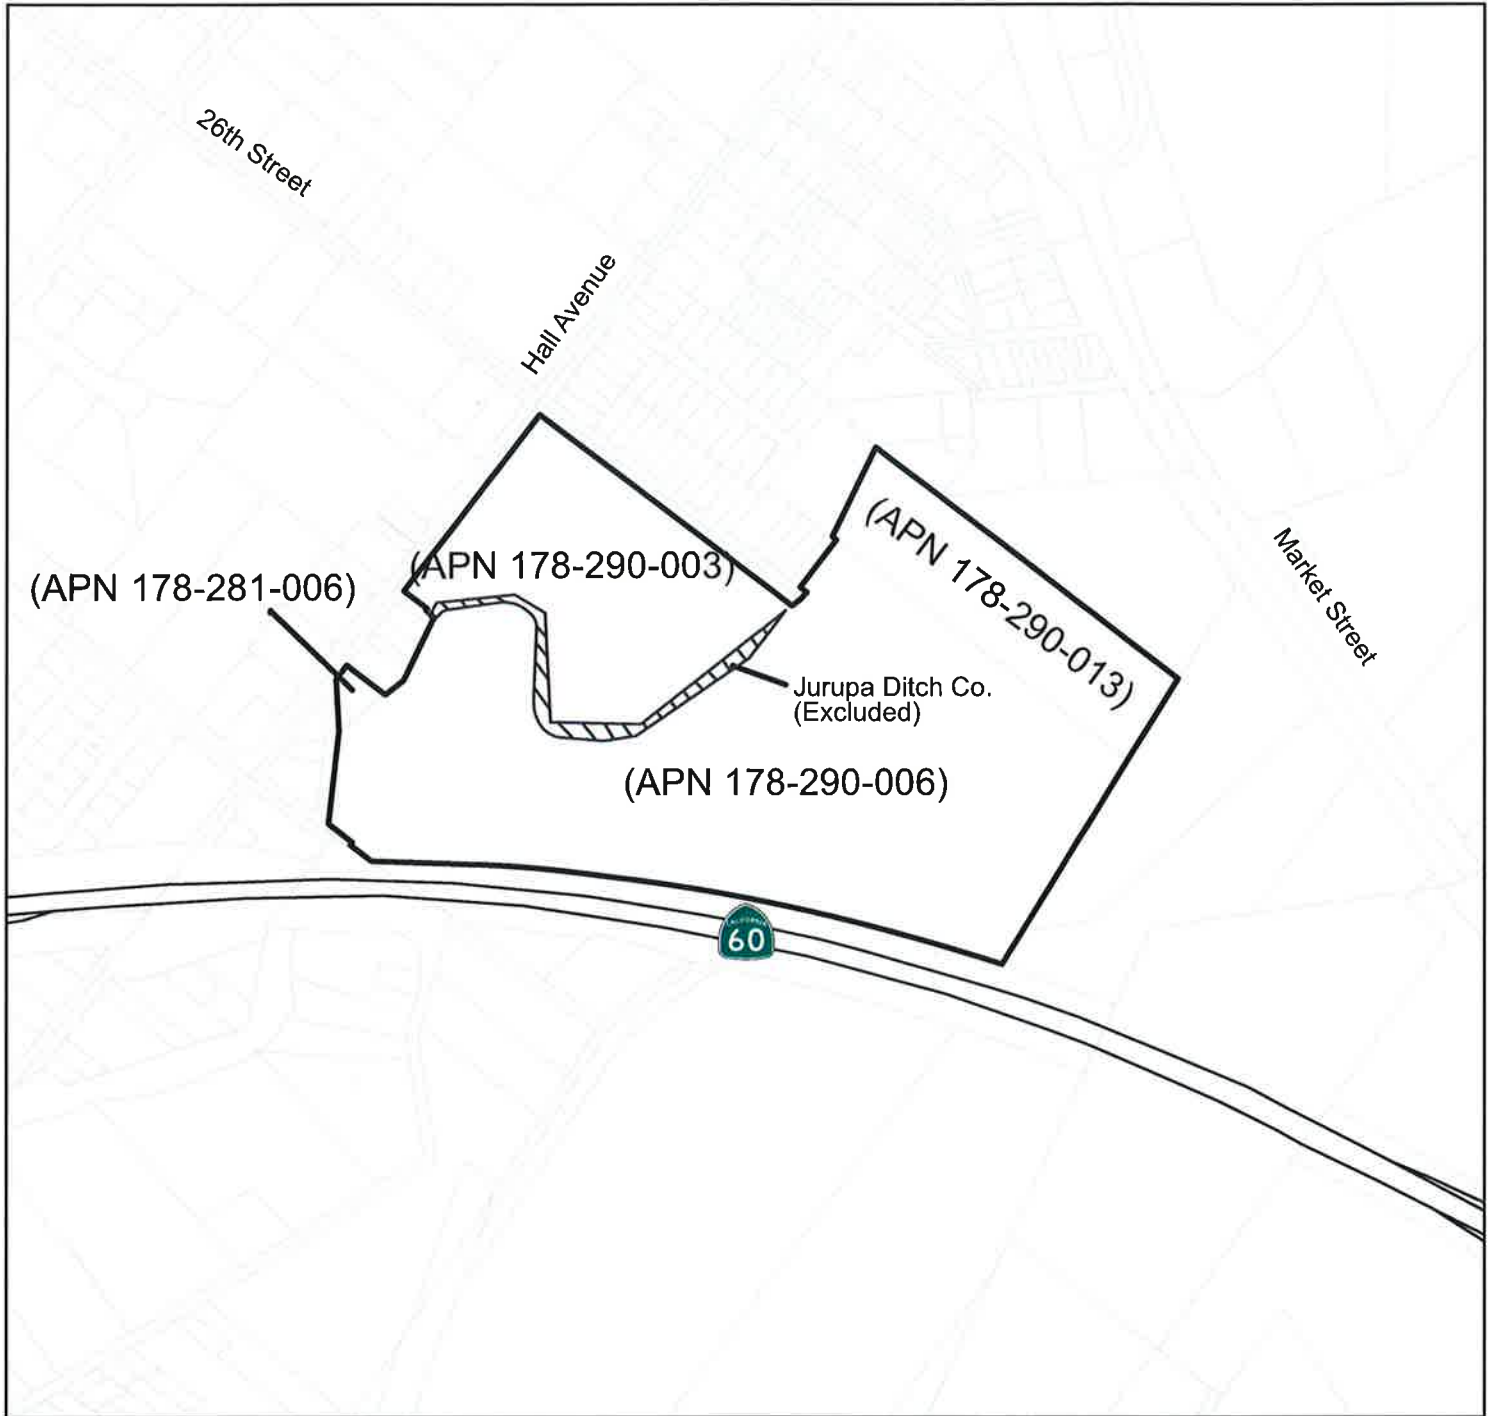 26th Street
Hall Avenue
(APN 178-290-003)
(APN 178-281-006)
(APN 178-290-013)
Market Street
Jurupa Ditch Co.
(Excluded)
(APN 178-290-006)
CALIFORNIA
60